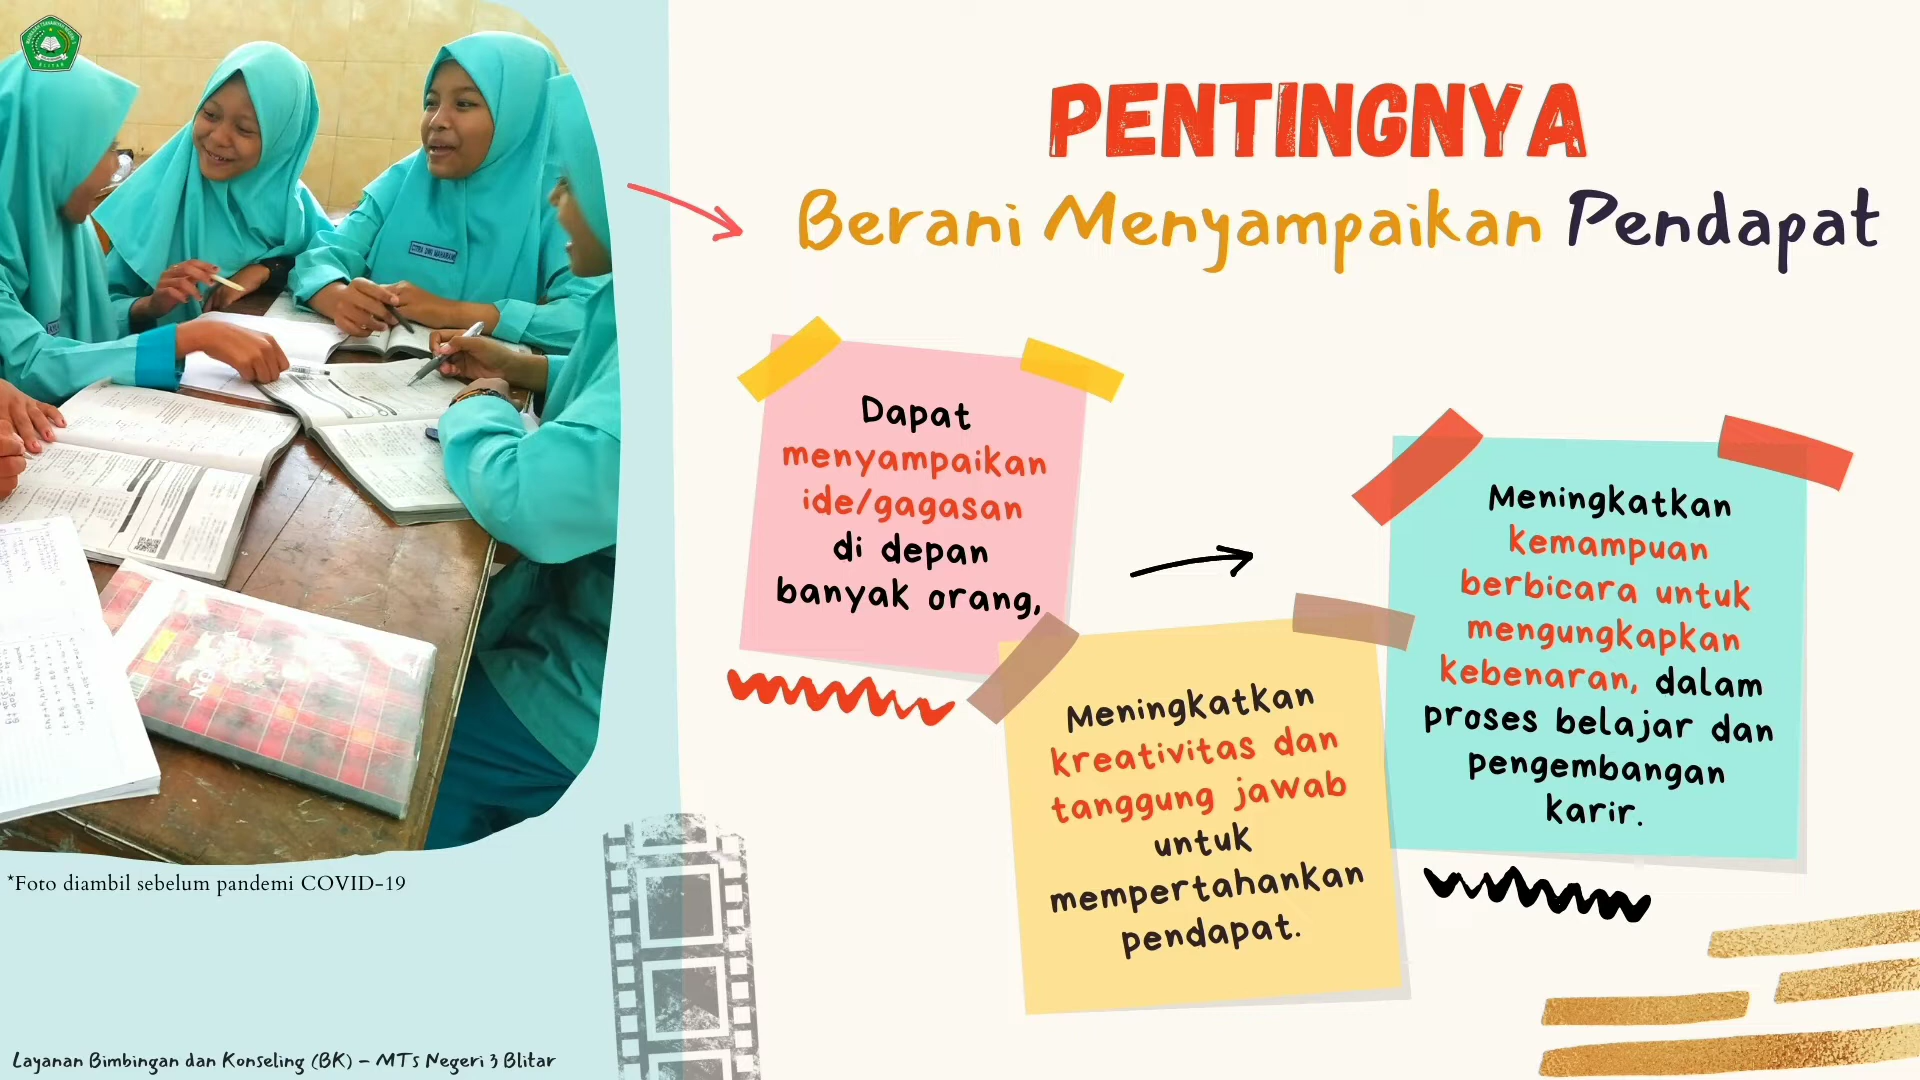 PENTINGNYA
Berani Menyampaikan Pendapat
Dapat
menyampaikan
ide/gagasan
di depan
banyak orang,
Meningkatkan
kreativitas dan
tanggung jawab
untuk
mempertahankan
pendapat.
Meningkatkan
kemampuan
berbicara untuk
mengungkapkan
kebenaran, dalam
proses belajar dan
pengembangan
karir.
*Foto diambil sebelum pandemi COVID-19
Layanan Bimbingan dan Konseling (BK) - MTs Negeri 3 Blitar
BLITAR